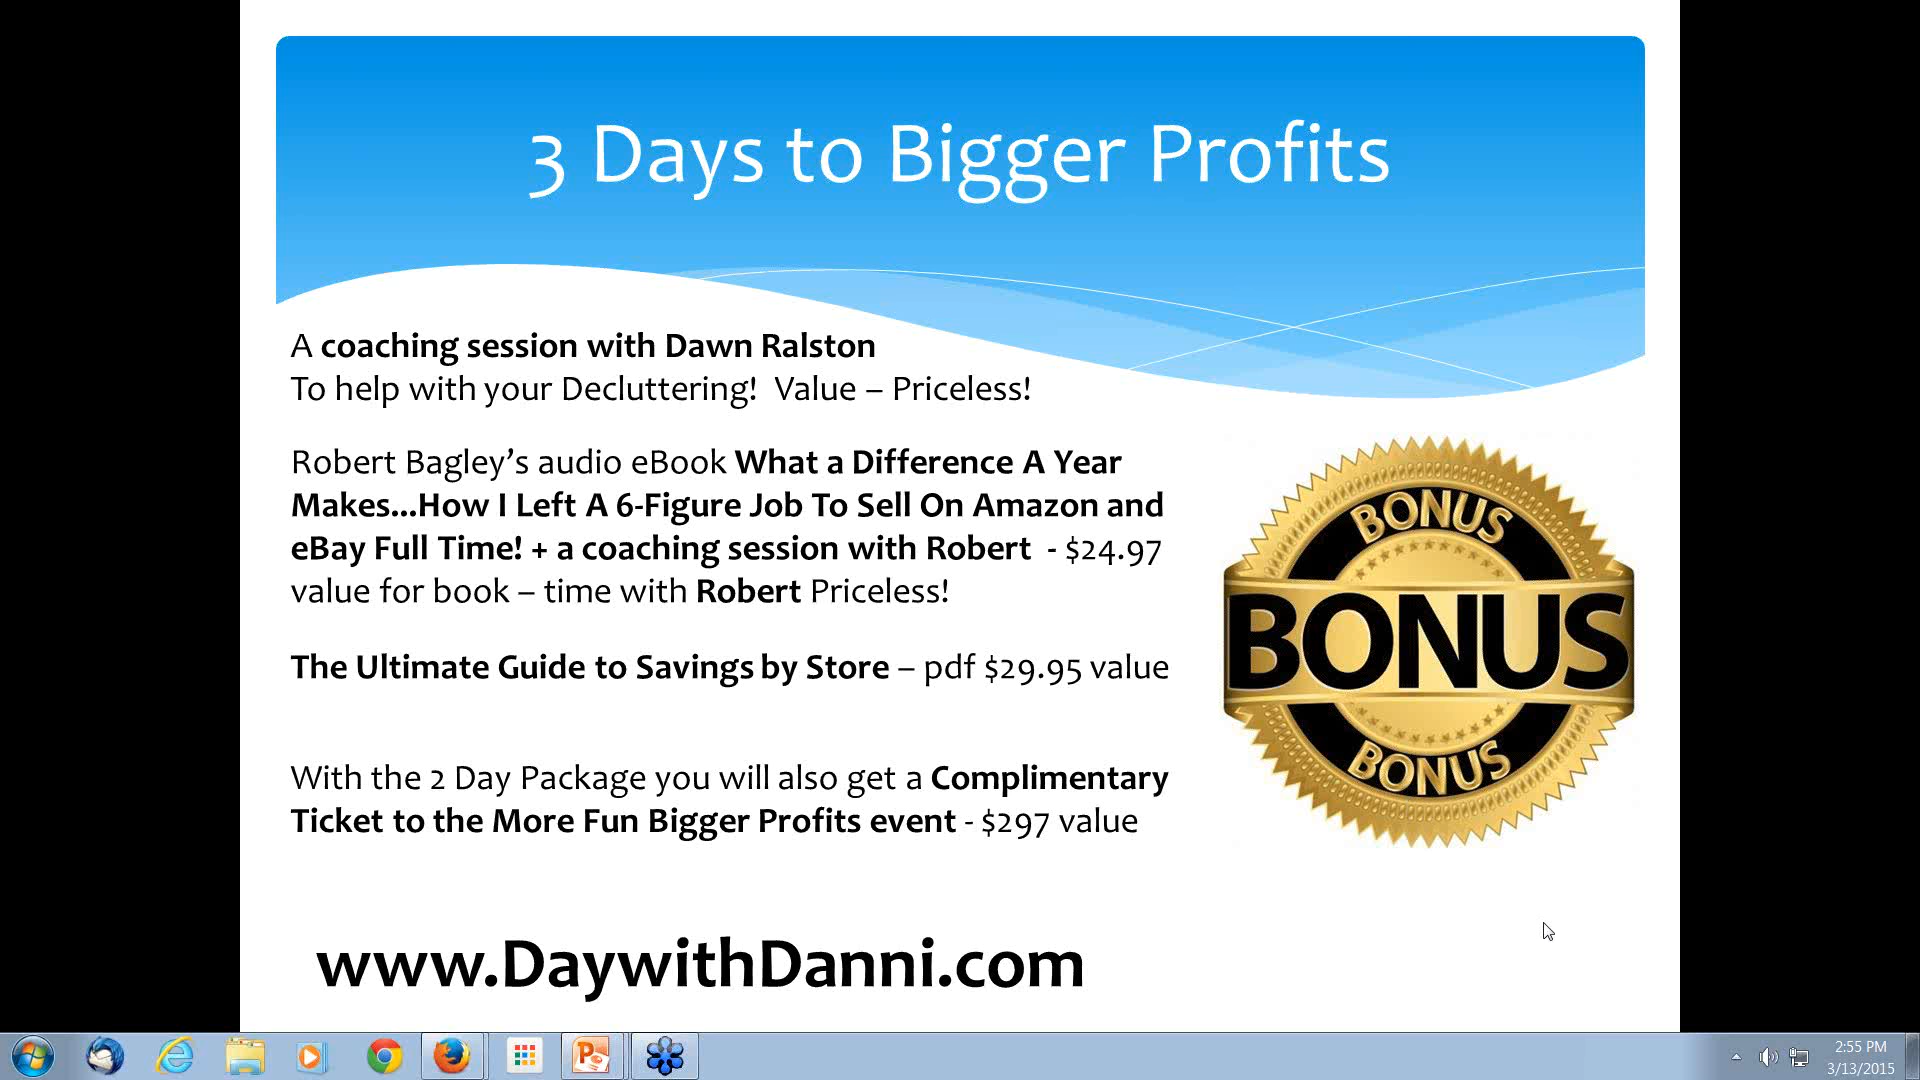 3 Days to Bigger Profits
A coaching session with Dawn Ralston
To help with your Decluttering!  Value – Priceless!
Robert Bagley’s audio eBook What a Difference A Year
Makes...How I Left A 6-Figure Job To Sell On Amazon and
eBay Full Time! + a coaching session with Robert  - $24.97
value for book – time with Robert Priceless!
The Ultimate Guide to Savings by Store – pdf $29.95 value
With the 2 Day Package you will also get a Complimentary
Ticket to the More Fun Bigger Profits event - $297 value
BONUS
BONUS
BONUS
www.DaywithDanni.com
2:55 PM
3/13/2015